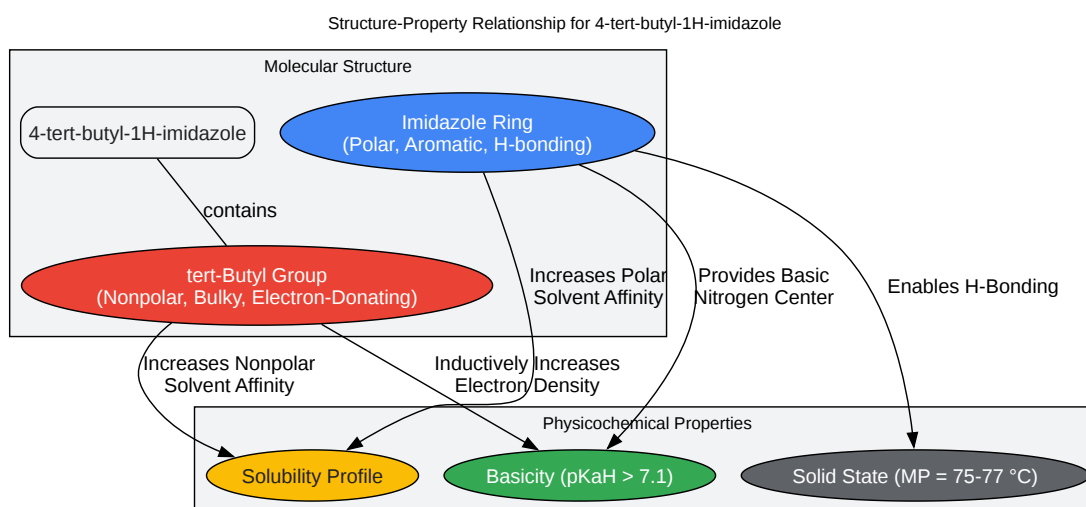 Structure-Property Relationship for 4-tert-butyl-1H-imidazole
Molecular Structure
4-tert-butyl-1H-imidazole
Imidazole Ring
(Polar, Aromatic, H-bonding)
contains
tert-Butyl Group
(Nonpolar, Bulky, Electron-Donating)
Increases Polar
Solvent Affinity
Provides Basic
Nitrogen Center
Enables H-Bonding
Increases Nonpolar
Solvent Affinity
Inductively Increases
Electron Density
Physicochemical Properties
Solubility Profile
Basicity (pKaH > 7.1)
Solid State (MP = 75-77 °C)